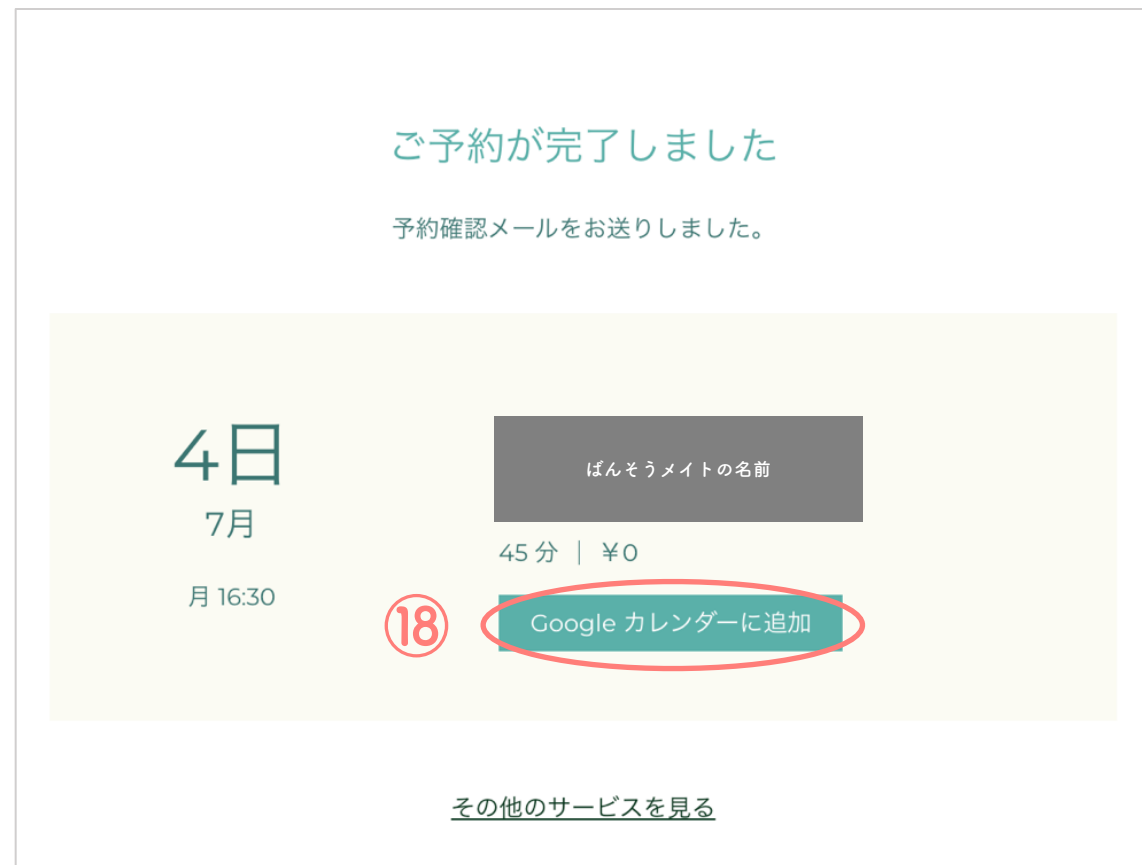 ご予約が完了しました
予約確認メールをお送りしました。
4日
7月
月 16:30
ばんそうメイトの名前
45 分 | ¥0
⑱
Google カレンダーに追加
その他のサービスを見る